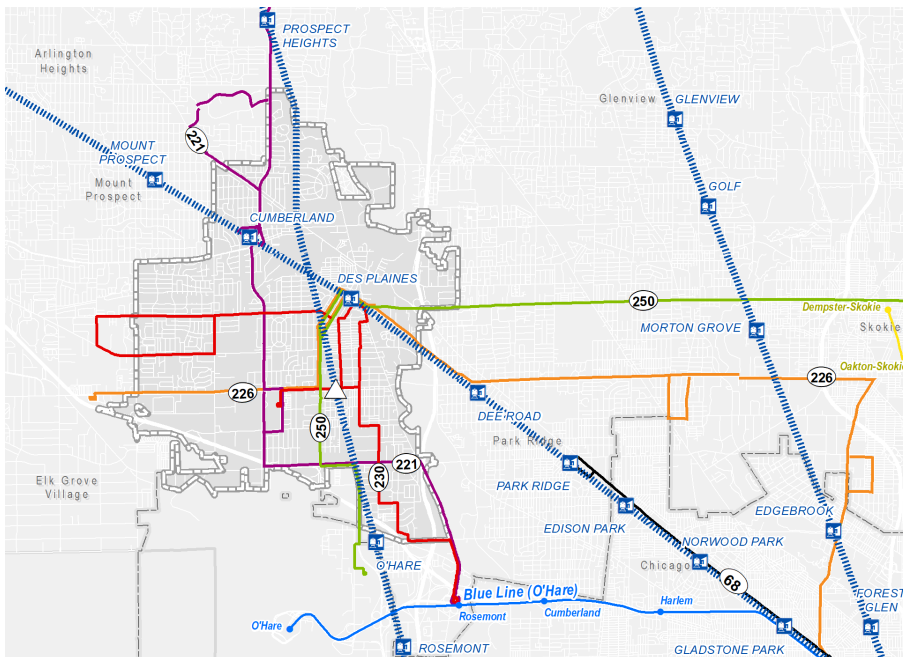 PROSPECT
HEIGHTS
Arlington
Heights
Glenview
GLENVIEW
221
MOUNT
PROSPECT
Mount
Prospect
GOLF
CUMBERLAND
DES PLAINES
250
Dempster-Skokie
MORTON GROVE
Skokie
Oakton-Skokie
226
226
DEE ROAD
250
Park Ridge
221
230
Elk Grove
Village
PARK RIDGE
EDISON PARK
EDGEBROOK
NORWOOD PARK
O'HARE
Chicago
68
Blue Line (O'Hare)
Harlem
FOREST
GLEN
Rosemont
Cumberland
O'Hare
ROSEMONT
GLADSTONE PARK